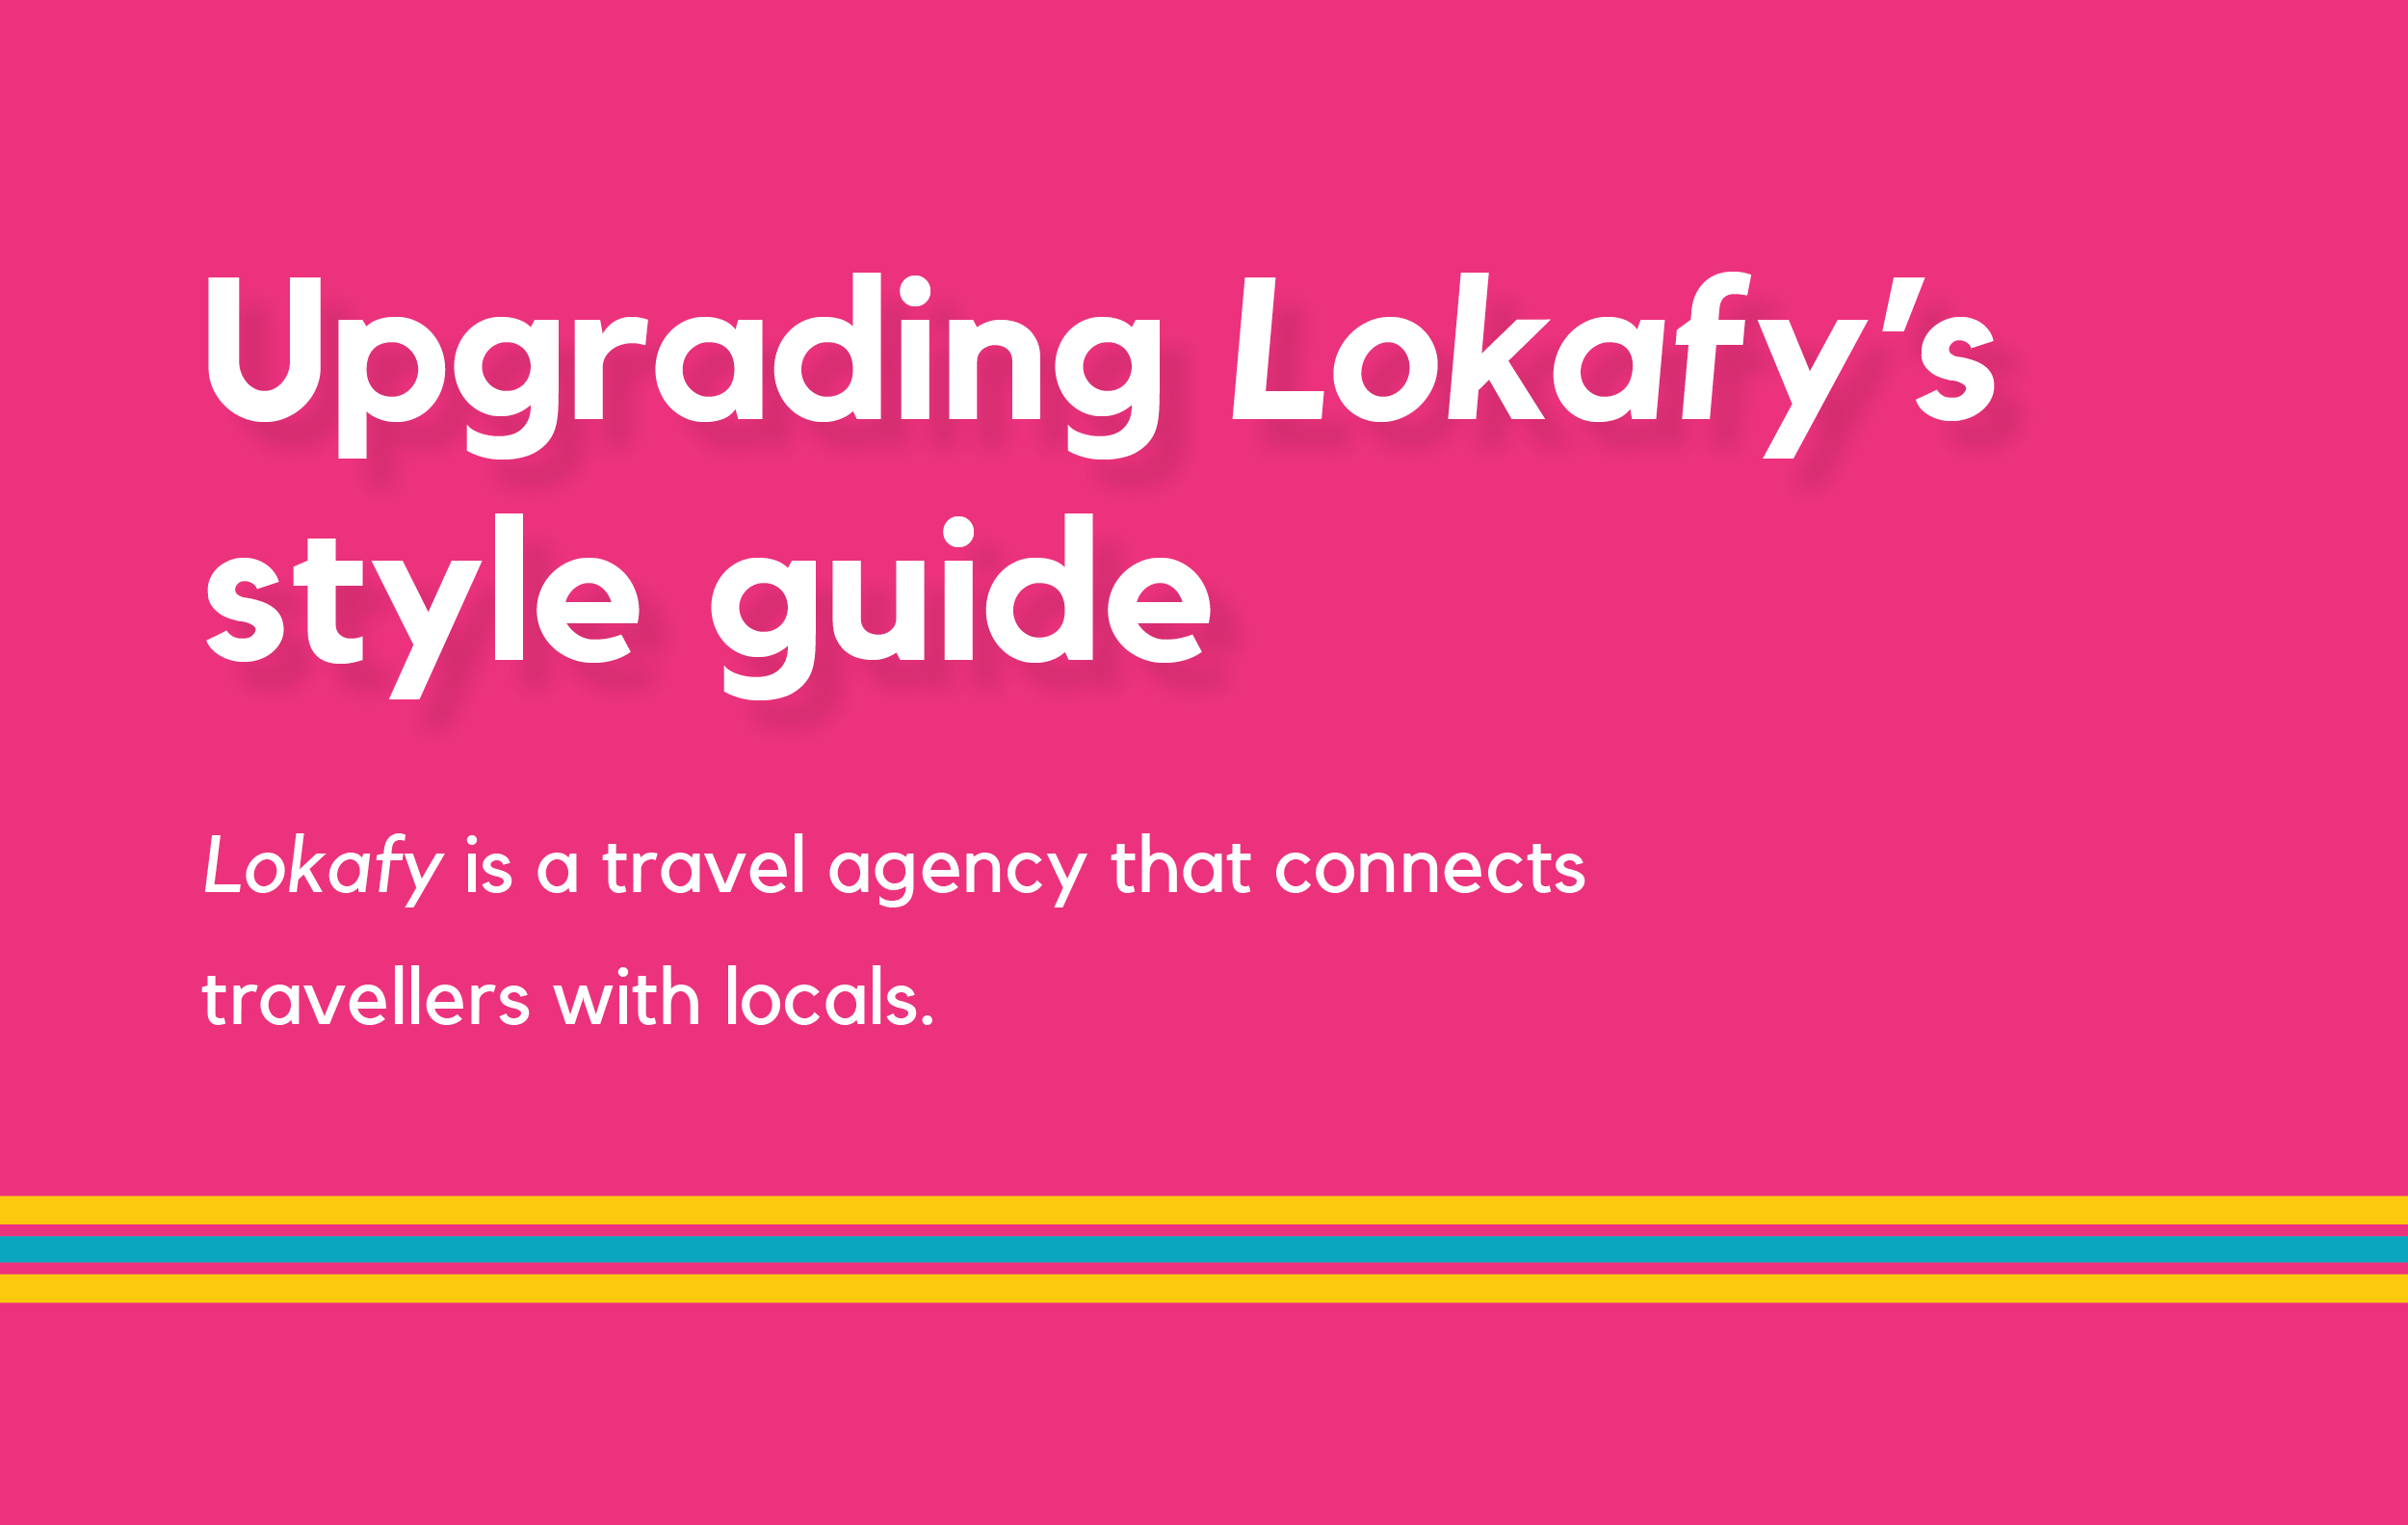 Upgrading Lokafy’s
style guide
Lokafy is a travel agency that connects
travellers with locals.